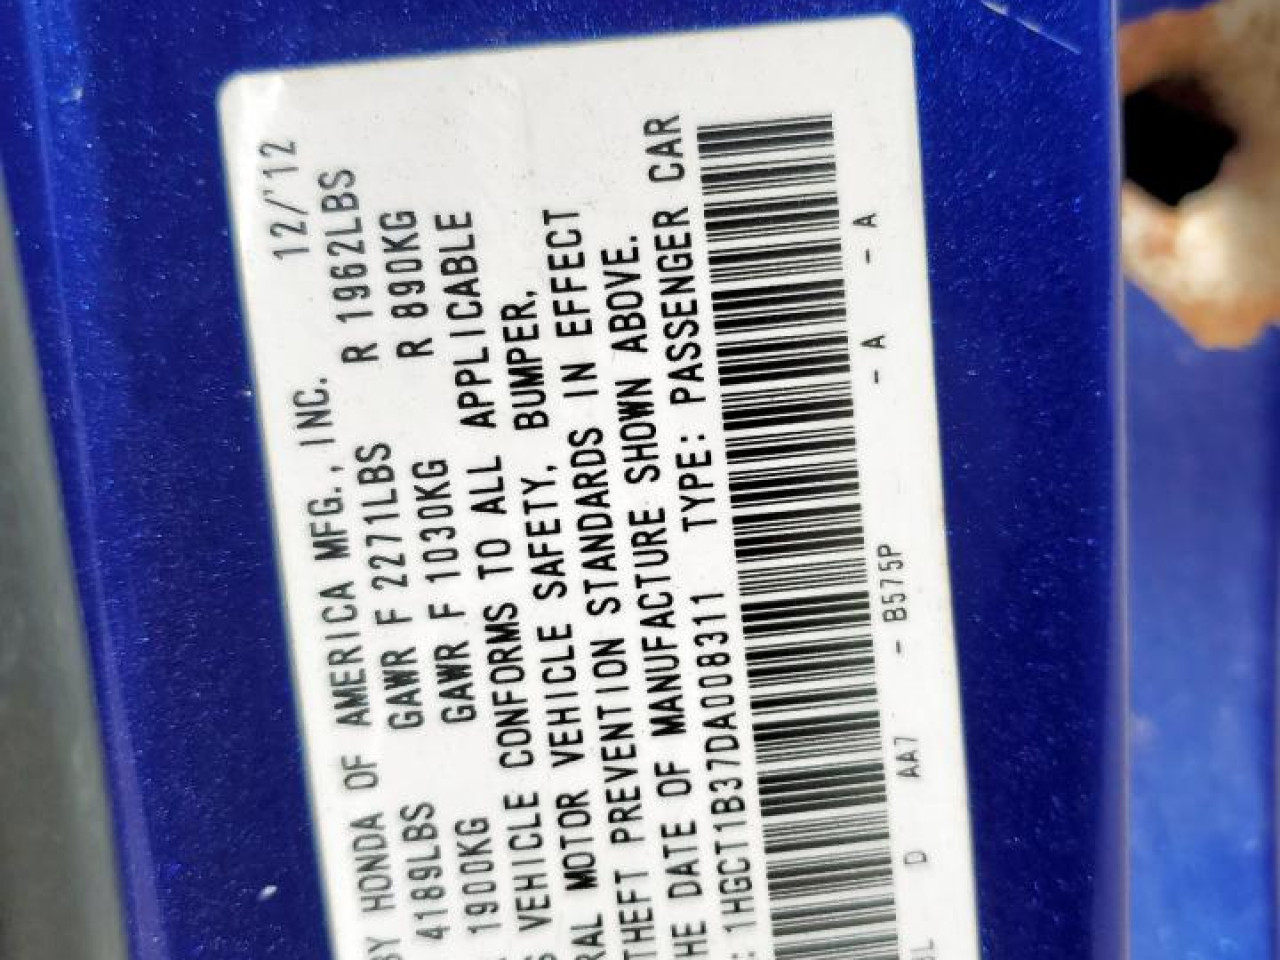 BY HONDA OF AMERICA MFG., INC. 12/'12
4189LBS GAWR F 2271LBS R 1962LBS
1900KG GAWR F 1030KG R 890KG
VEHICLE CONFORMS TO ALL APPLICABLE
MOTOR VEHICLE SAFETY, BUMPER,
THEFT PREVENTION STANDARDS IN EFFECT
DATE OF MANUFACTURE SHOWN ABOVE.
: 1HGCT1B37DA008311 TYPE: PASSENGER CAR
D AA7 - B575P - A - A